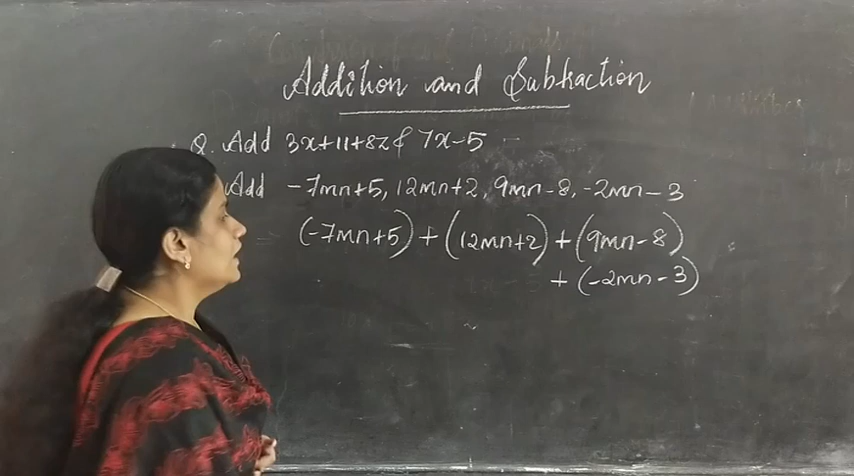 Addition and Subtraction
Q. Add 3x+11+8z & 7x-5
Add -7mn+5, 12mn+2, 9mn-8, -2mn-3
(-7mn+5) + (12mn+2) + (9mn-8)
+ (-2mn-3)